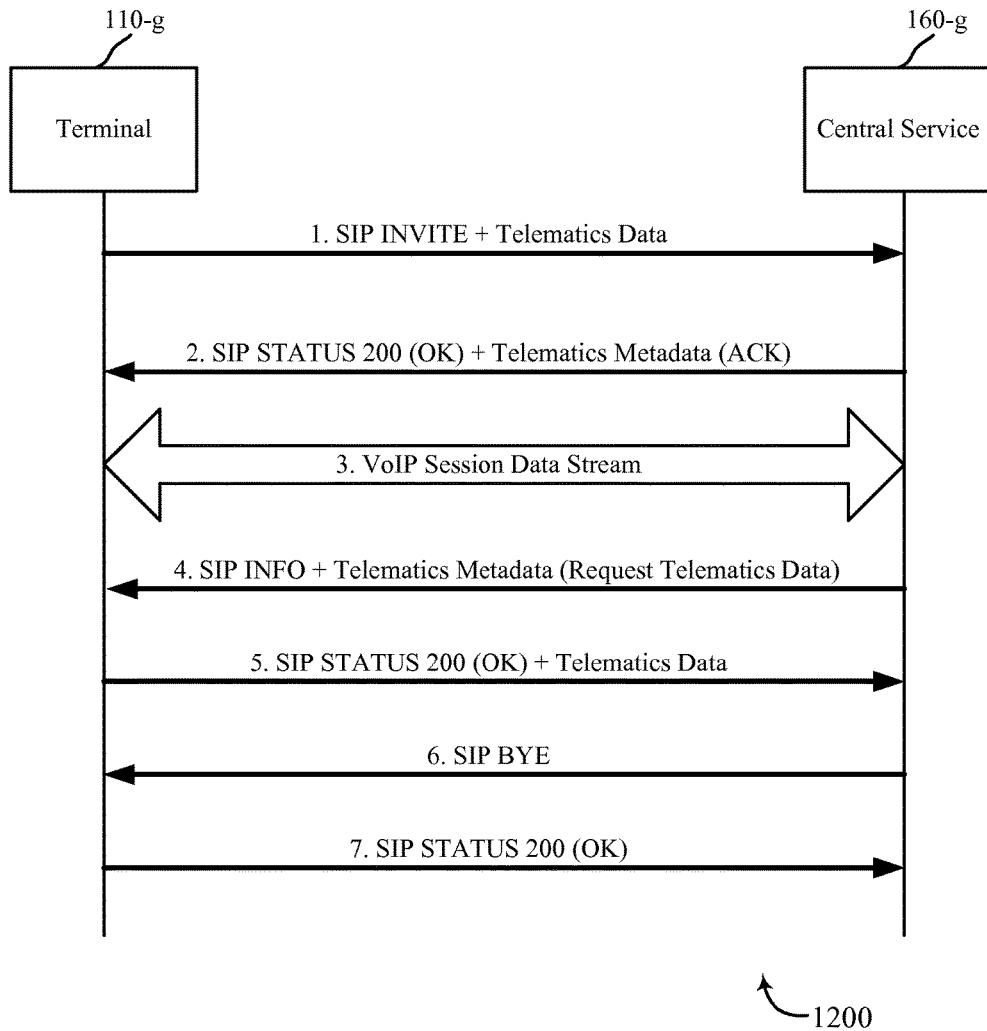 110-g
160-g
Terminal
Central Service
1. SIP INVITE + Telematics Data
2. SIP STATUS 200 (OK) + Telematics Metadata (ACK)
3. VoIP Session Data Stream
4. SIP INFO + Telematics Metadata (Request Telematics Data)
5. SIP STATUS 200 (OK) + Telematics Data
6. SIP BYE
7. SIP STATUS 200 (OK)
1200